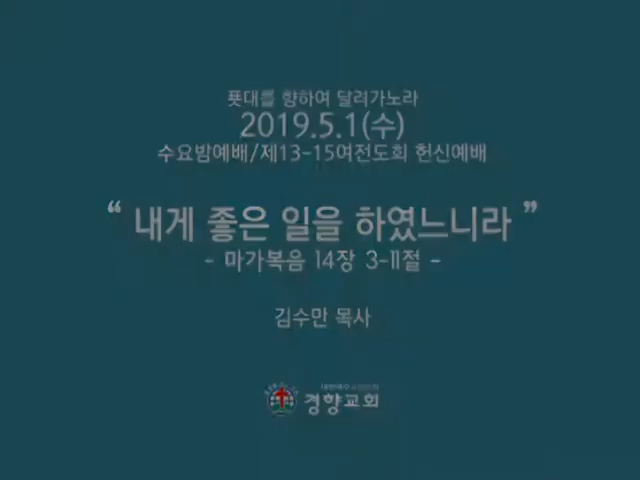 푯대를 향하여 달려가노라
2019.5.1(수)
수요밤예배/제13-15여전도회 헌신예배
“ 내게 좋은 일을 하였느니라 ”
- 마가복음 14장 3-11절 -
김수만 목사
경향교회